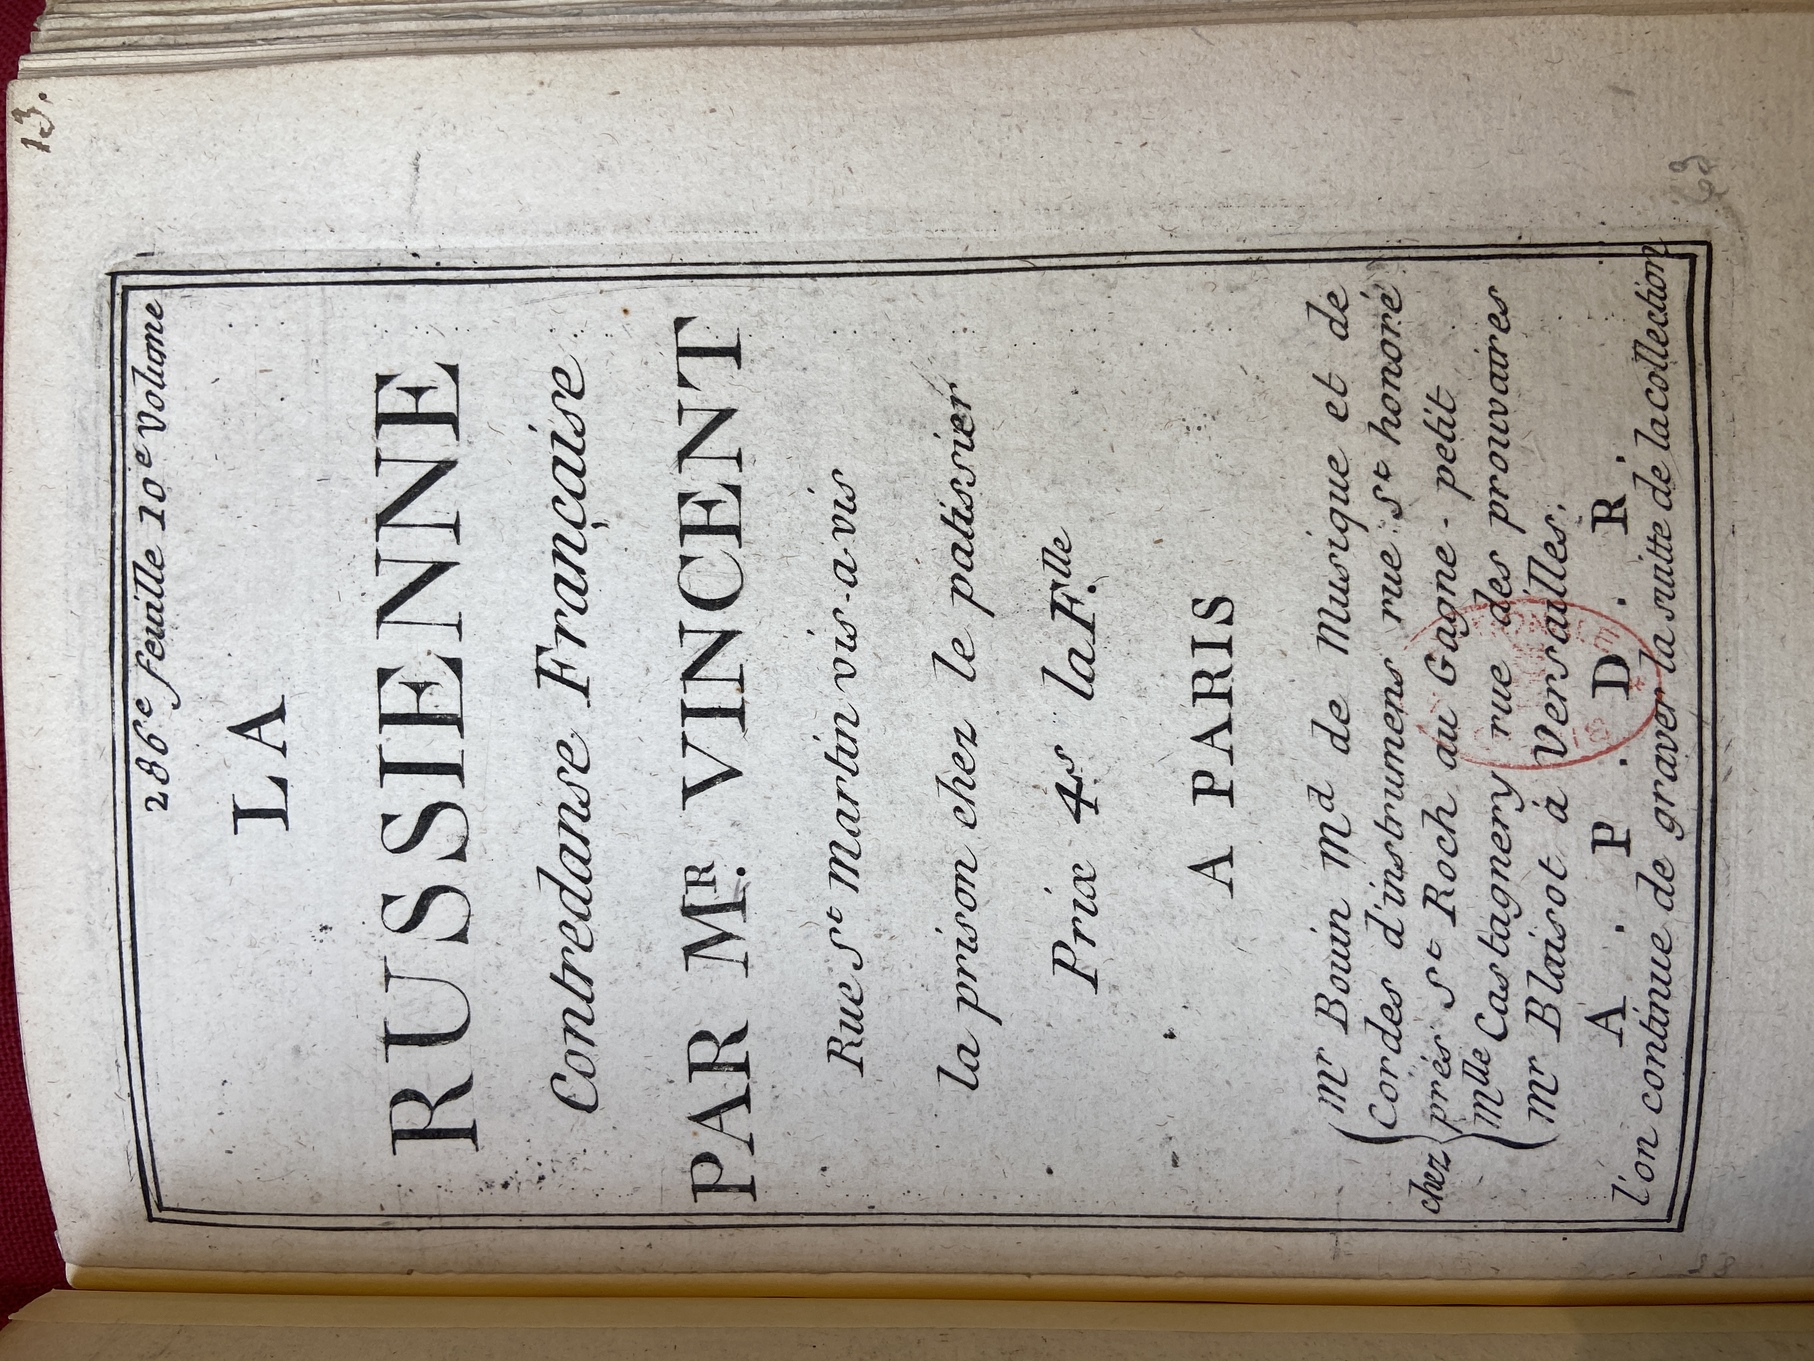 13.
286e feuille 10e Volume
LA
RUSSIENNE
Contredanse Française
PAR MR. VINCENT
Rue St Martin vis-a vis
la prison chez le patissier
Prix 4s la F.lle
A PARIS
Mr Bouin Md de Musique et de
Cordes d'instrumens rue St honoré
chez prés St Roch au Gagne-petit
Mlle Castagnery rue des prouvaires
Mr Blaisot á Versailles.
A . P . D . R .
l'on continue de graver la suitte de la collection